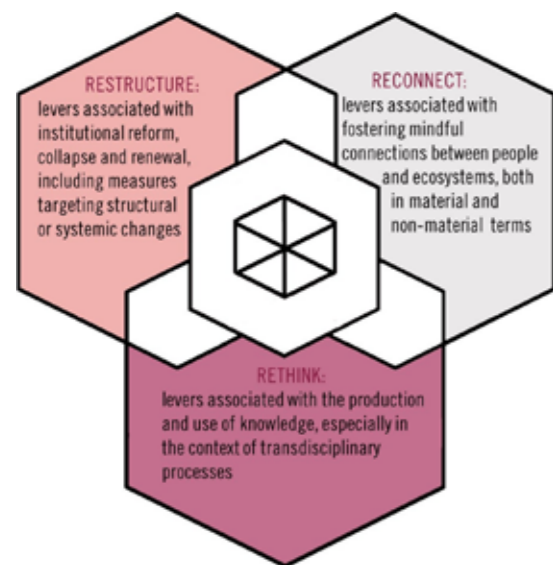 RESTRUCTURE:
levers associated with
institutional reform,
collapse and renewal,
including measures
targeting structural
or systemic changes
RECONNECT:
levers associated with
fostering mindful
connections between people
and ecosystems, both
in material and
non-material terms
RETHINK:
levers associated with the production
and use of knowledge, especially in
the context of transdisciplinary
processes